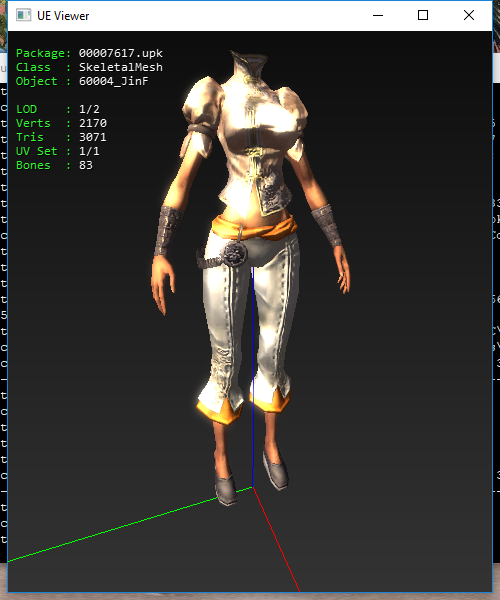 UE Viewer
Package: 00007617.upk
Class  : SkeletalMesh
Object : 60004_JinF
LOD    : 1/2
Verts  : 2170
Tris   : 3071
UV Set : 1/1
Bones  : 83